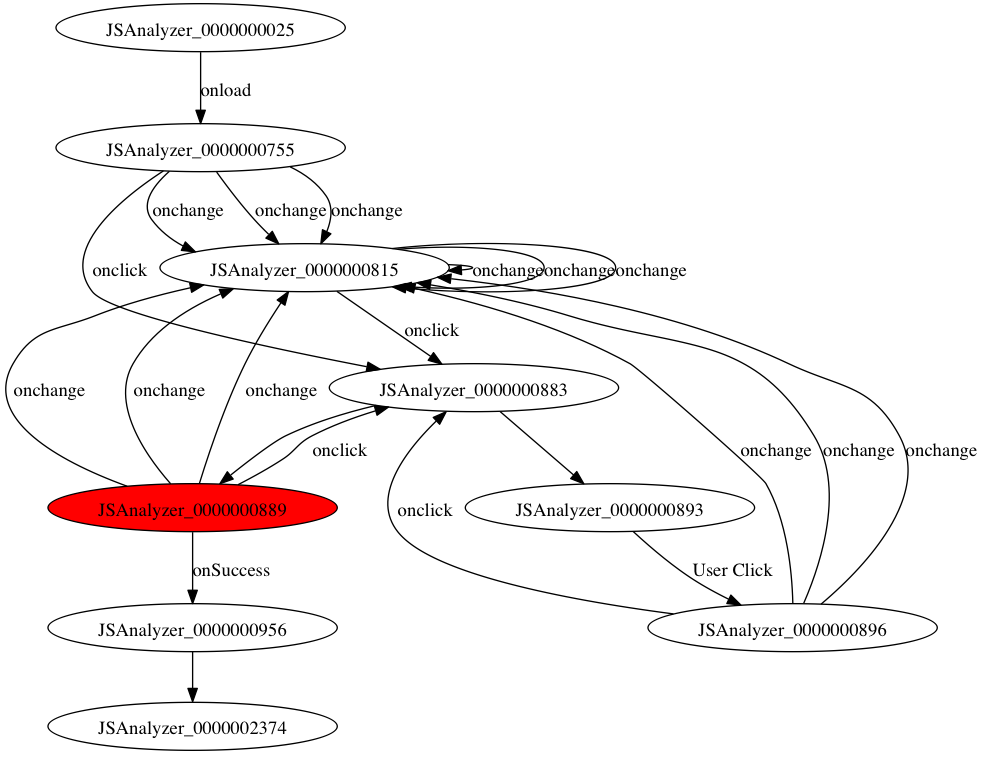 JSAnalyzer_0000000025
onload
JSAnalyzer_0000000755
onchange
onchange
onchange
onclick
JSAnalyzer_0000000815
onchange
onchange
onchange
onclick
JSAnalyzer_0000000883
onchange
onchange
onchange
onclick
onchange
onchange
onchange
JSAnalyzer_0000000889
onclick
JSAnalyzer_0000000893
onSuccess
User Click
JSAnalyzer_0000000956
JSAnalyzer_0000000896
JSAnalyzer_0000002374